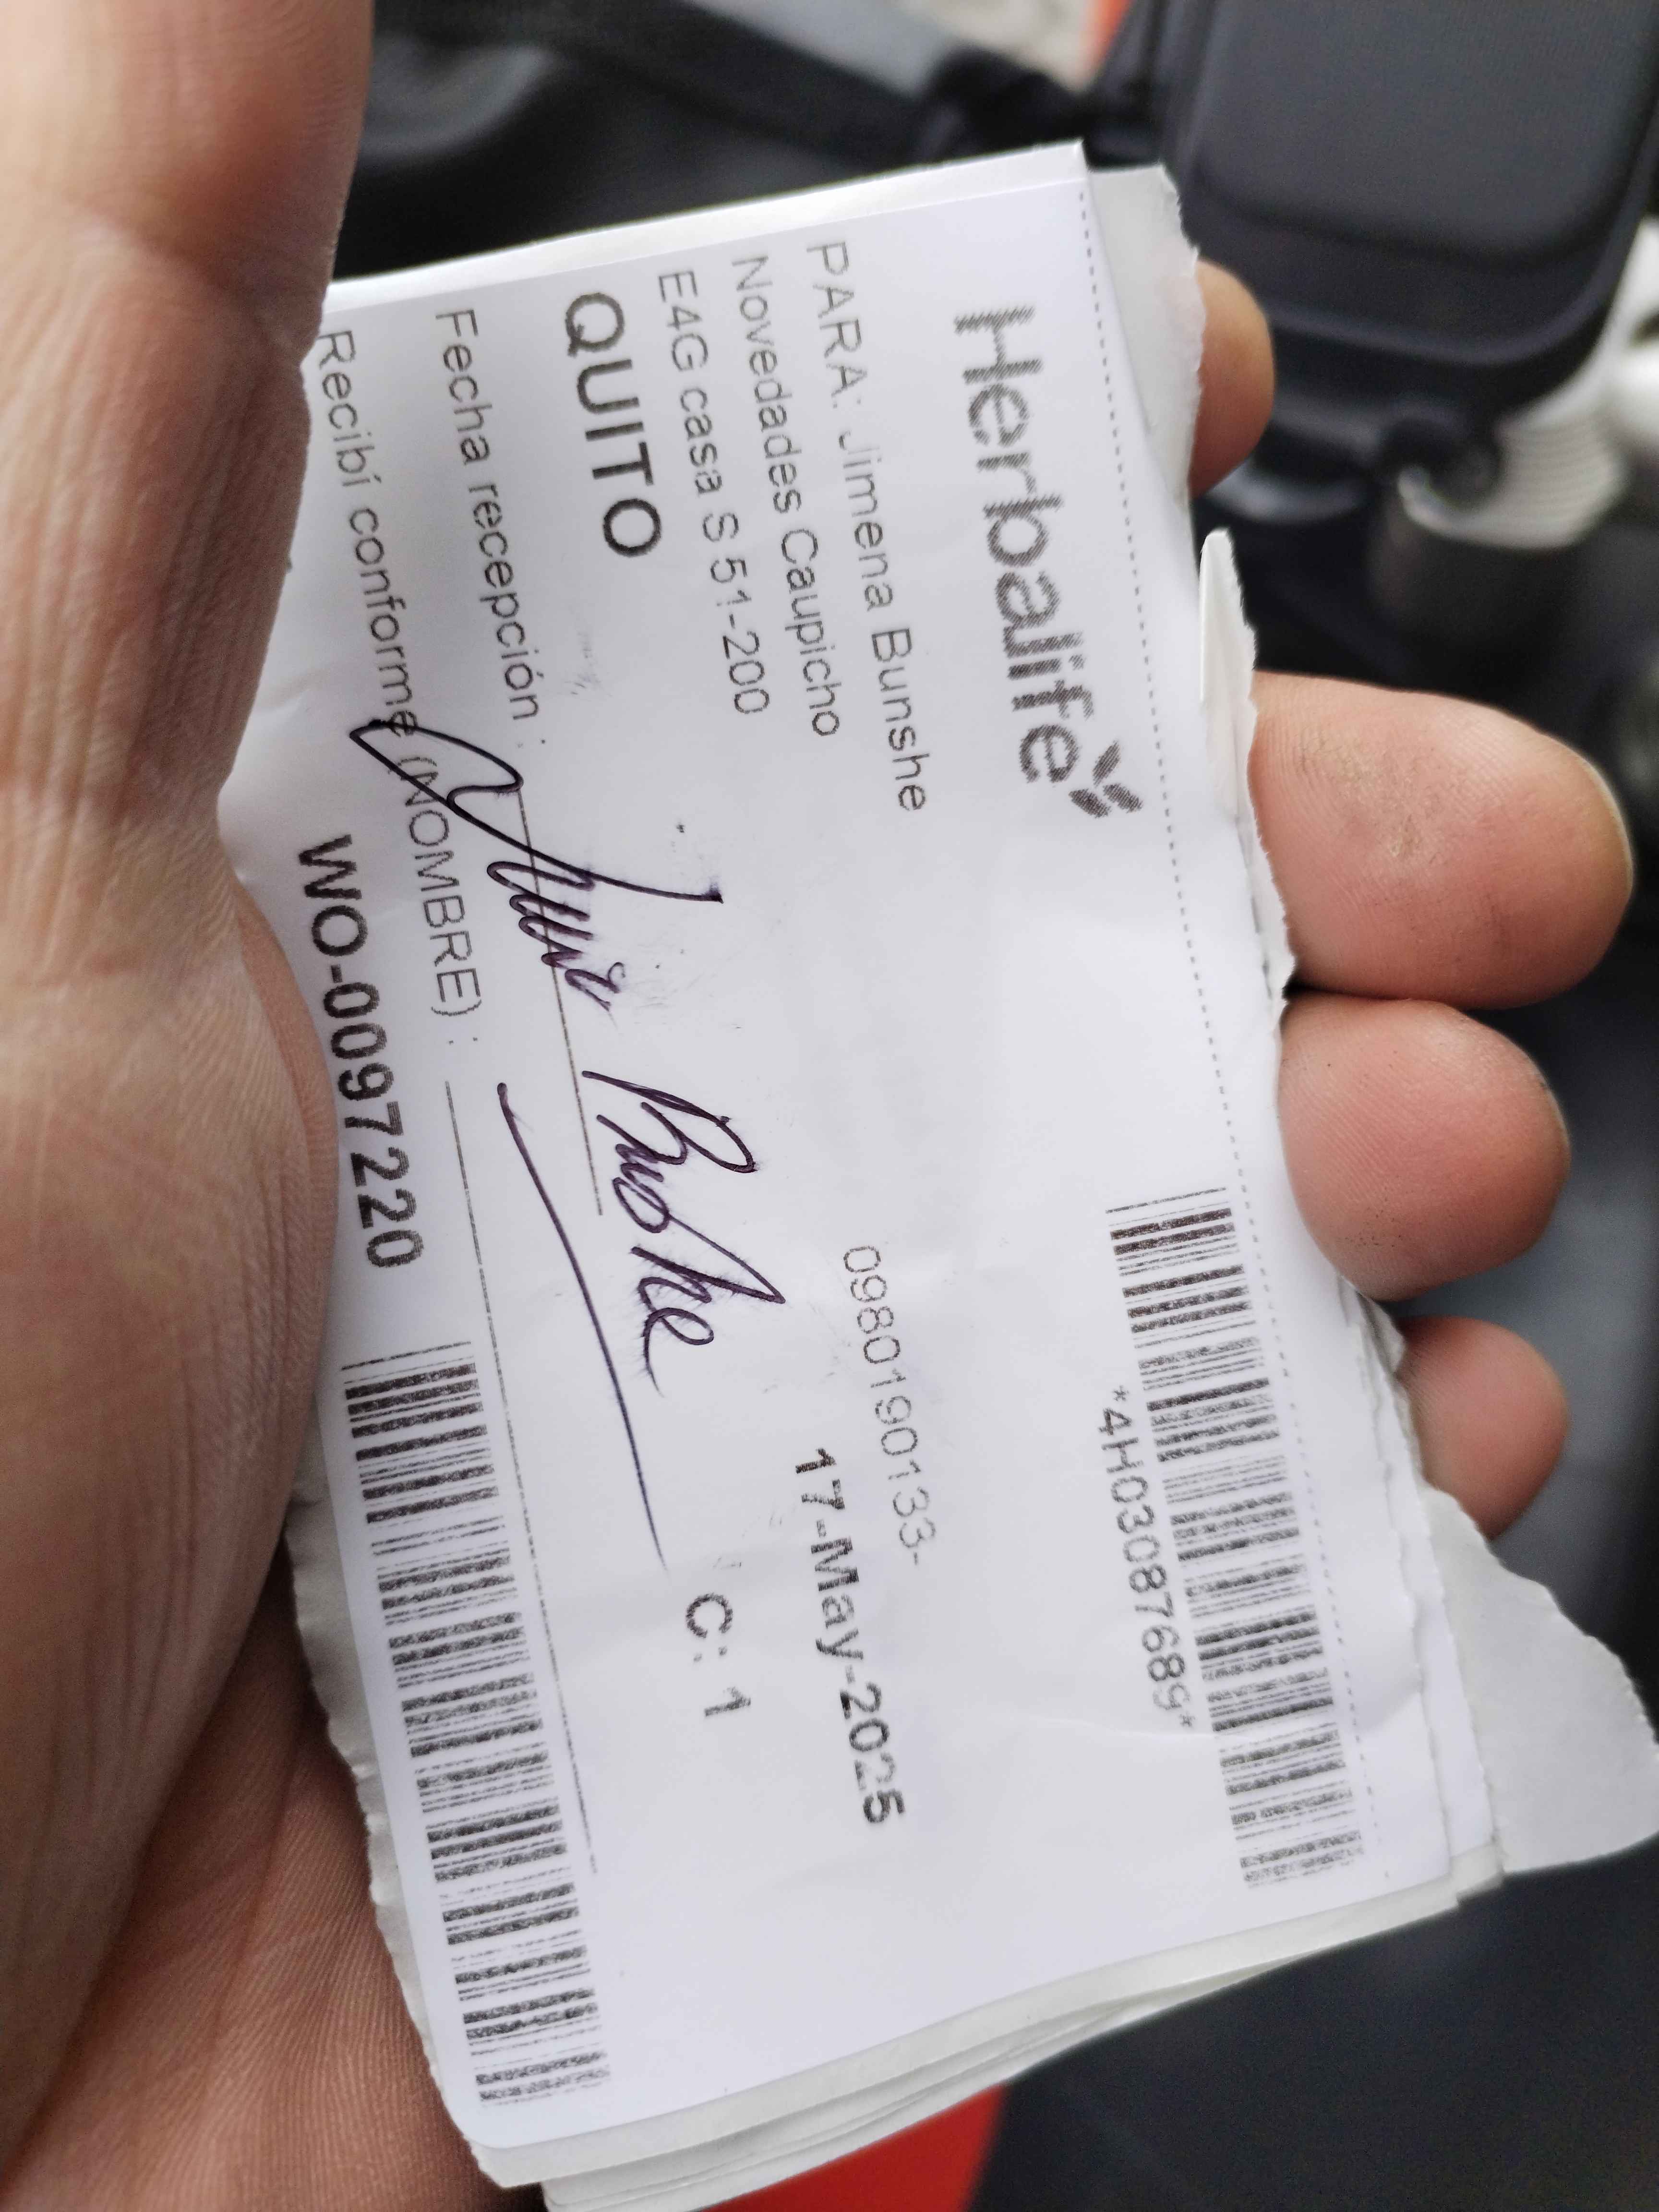 Herbalife
*4H03087689*
PARA: Jimena Bunshe
0980190133-
Novedades Caupicho
17-May-2025
E4G casa S 51-200
QUITO
C: 1
Fecha recepción :
Recibí conforme (NOMBRE) :
WO-0097220